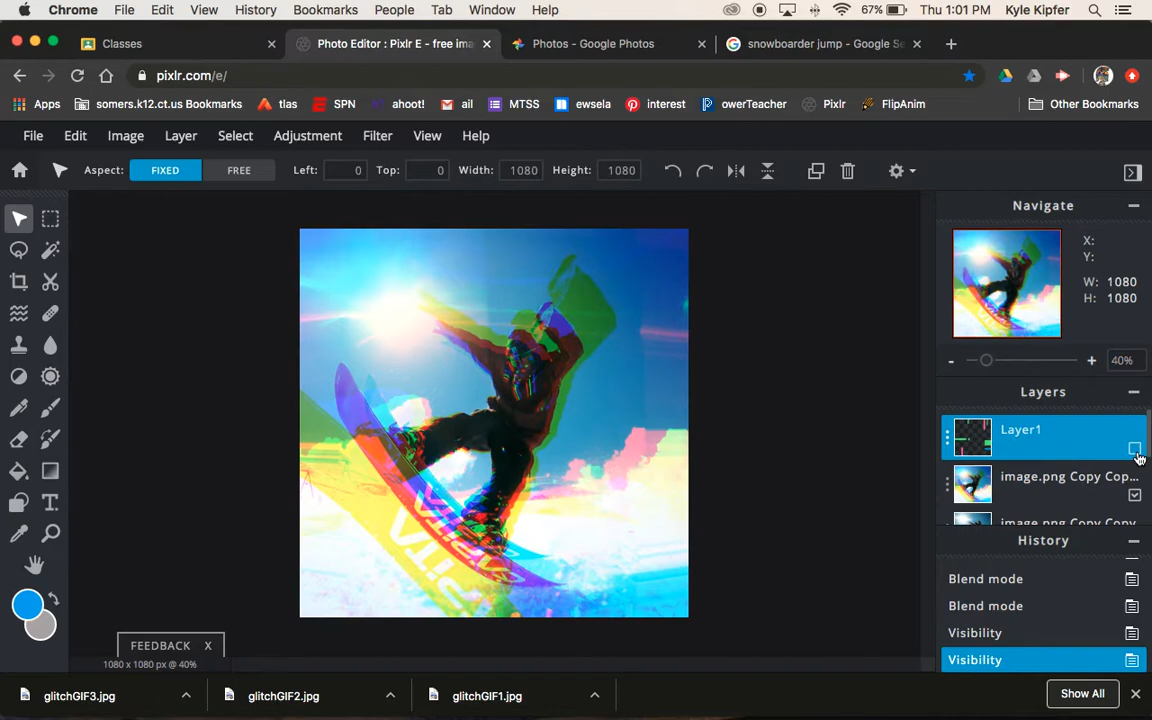 Chrome File Edit View History Bookmarks People Tab Window Help 67% Thu 1:01 PM Kyle Kipfer
Classes Photo Editor : Pixlr E - free ima Photos - Google Photos snowboarder jump - Google Se
pixlr.com/e/
Apps somers.k12.ct.us Bookmarks tlas SPN ahoot! ail MTSS ewsela interest owerTeacher Pixlr FlipAnim Other Bookmarks
File Edit Image Layer Select Adjustment Filter View Help
Aspect: FIXED FREE Left: 0 Top: 0 Width: 1080 Height: 1080
Navigate
X:
Y:
W: 1080
H: 1080
- + 40%
Layers
Layer1
image.png Copy Cop...
image.png Copy Copy
History
Blend mode
Blend mode
Visibility
Visibility
FEEDBACK X
1080 x 1080 px @ 40%
glitchGIF3.jpg glitchGIF2.jpg glitchGIF1.jpg Show All